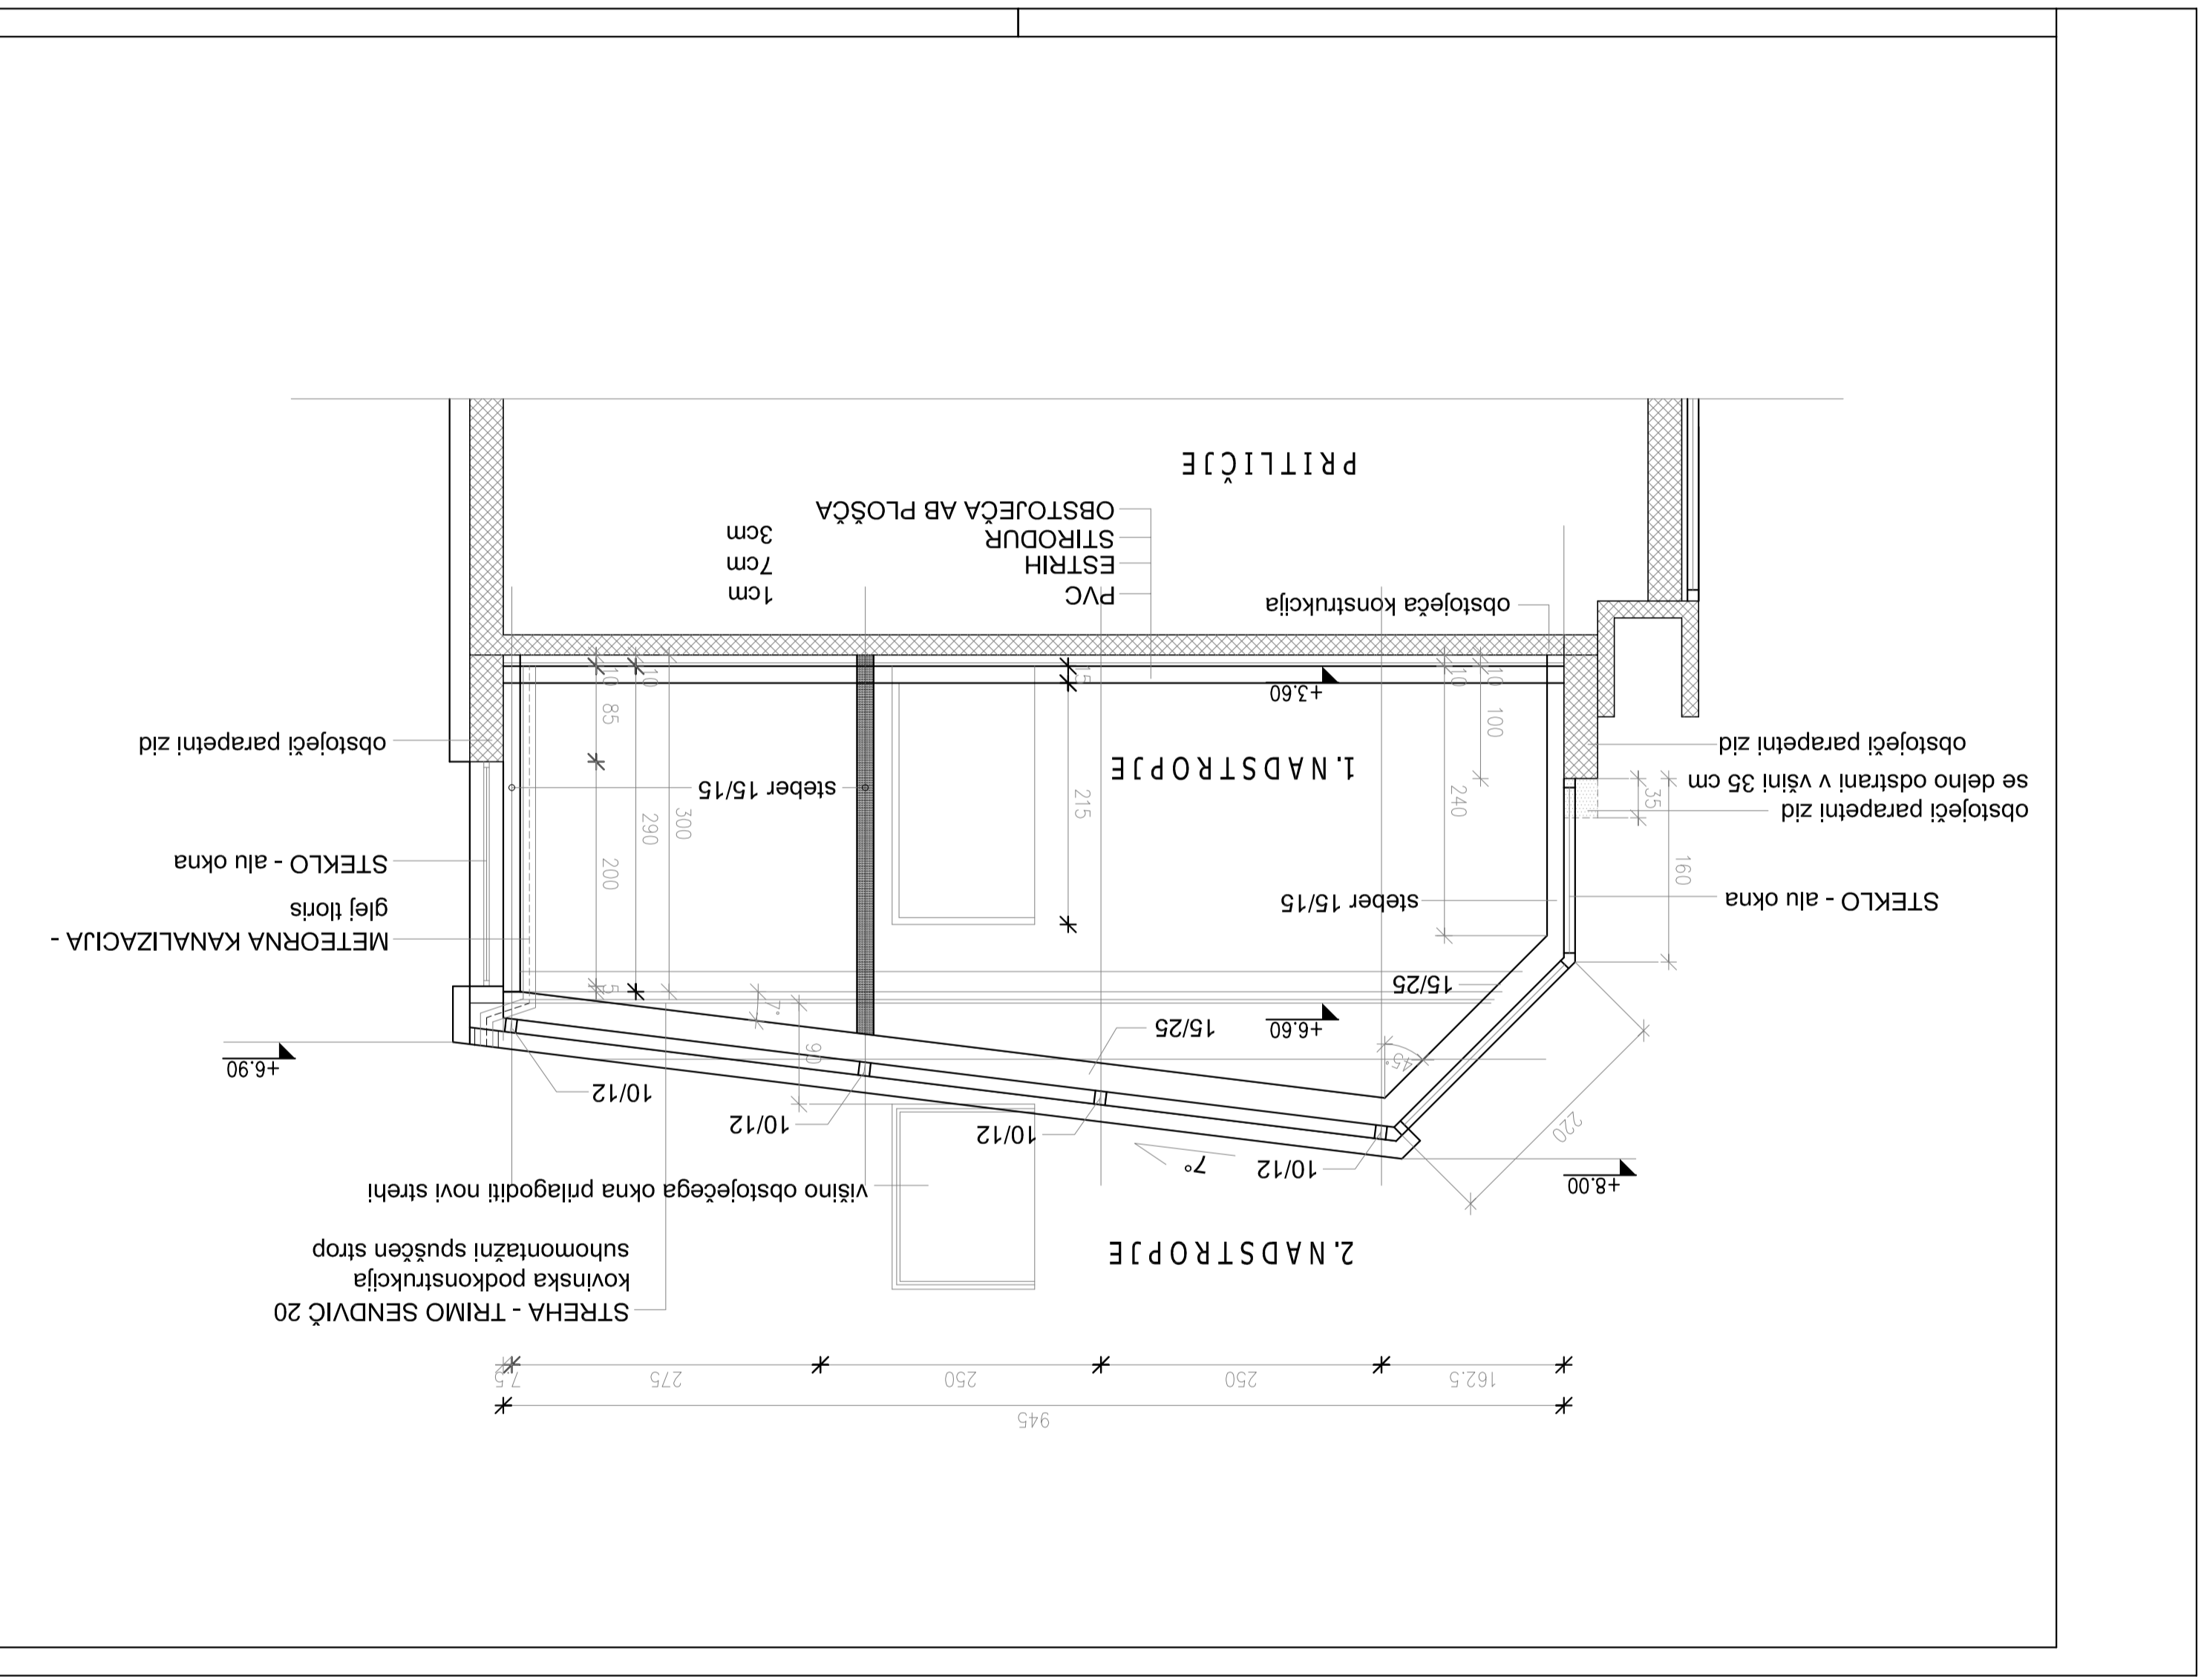 945
162.5 250 250 275 7.5
STREHA - TRIMO SENDVIČ 20
kovinska podkonstrukcija
suhomontažni spuščen strop
2. NADSTROPJE
višino obstoječega okna prilagoditi novi strehi
+8.00
10/12
7°
10/12
10/12
10/12
220
+6.90
90
45°
7°
+6.60
15/25
15/25
5
METEORNA KANALIZACIJA -
glej tloris
STEKLO - alu okna
STEKLO - alu okna
steber 15/15
160
200
290
300
obstoječi parapetni zid
se delno odstrani v višini 35 cm
35
240
215
steber 15/15
1. NADSTROPJE
obstoječi parapetni zid
obstoječi parapetni zid
100
85
+3.60
10
10
15
10
10
obstoječa konstrukcija
PVC 1cm
ESTRIH 7cm
STIRODUR 3cm
OBSTOJEČA AB PLOŠČA
PRITLIČJE